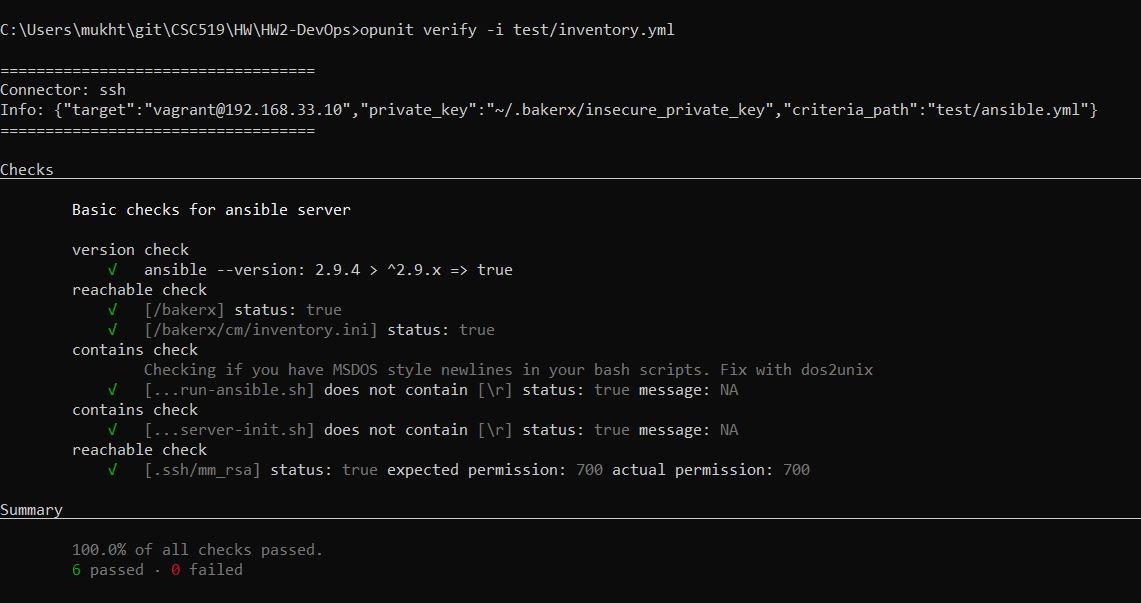 C:\Users\mukht\git\CSC519\HW\HW2-DevOps>opunit verify -i test/inventory.yml
===================================
Connector: ssh
Info: {"target":"vagrant@192.168.33.10","private_key":"~/.bakerx/insecure_private_key","criteria_path":"test/ansible.yml"}
===================================
Checks
Basic checks for ansible server
version check
√ ansible --version: 2.9.4 > ^2.9.x => true
reachable check
√ [/bakerx] status: true
√ [/bakerx/cm/inventory.ini] status: true
contains check
Checking if you have MSDOS style newlines in your bash scripts. Fix with dos2unix
√ [...run-ansible.sh] does not contain [\r] status: true message: NA
contains check
√ [...server-init.sh] does not contain [\r] status: true message: NA
reachable check
√ [.ssh/mm_rsa] status: true expected permission: 700 actual permission: 700
Summary
100.0% of all checks passed.
6 passed · 0 failed